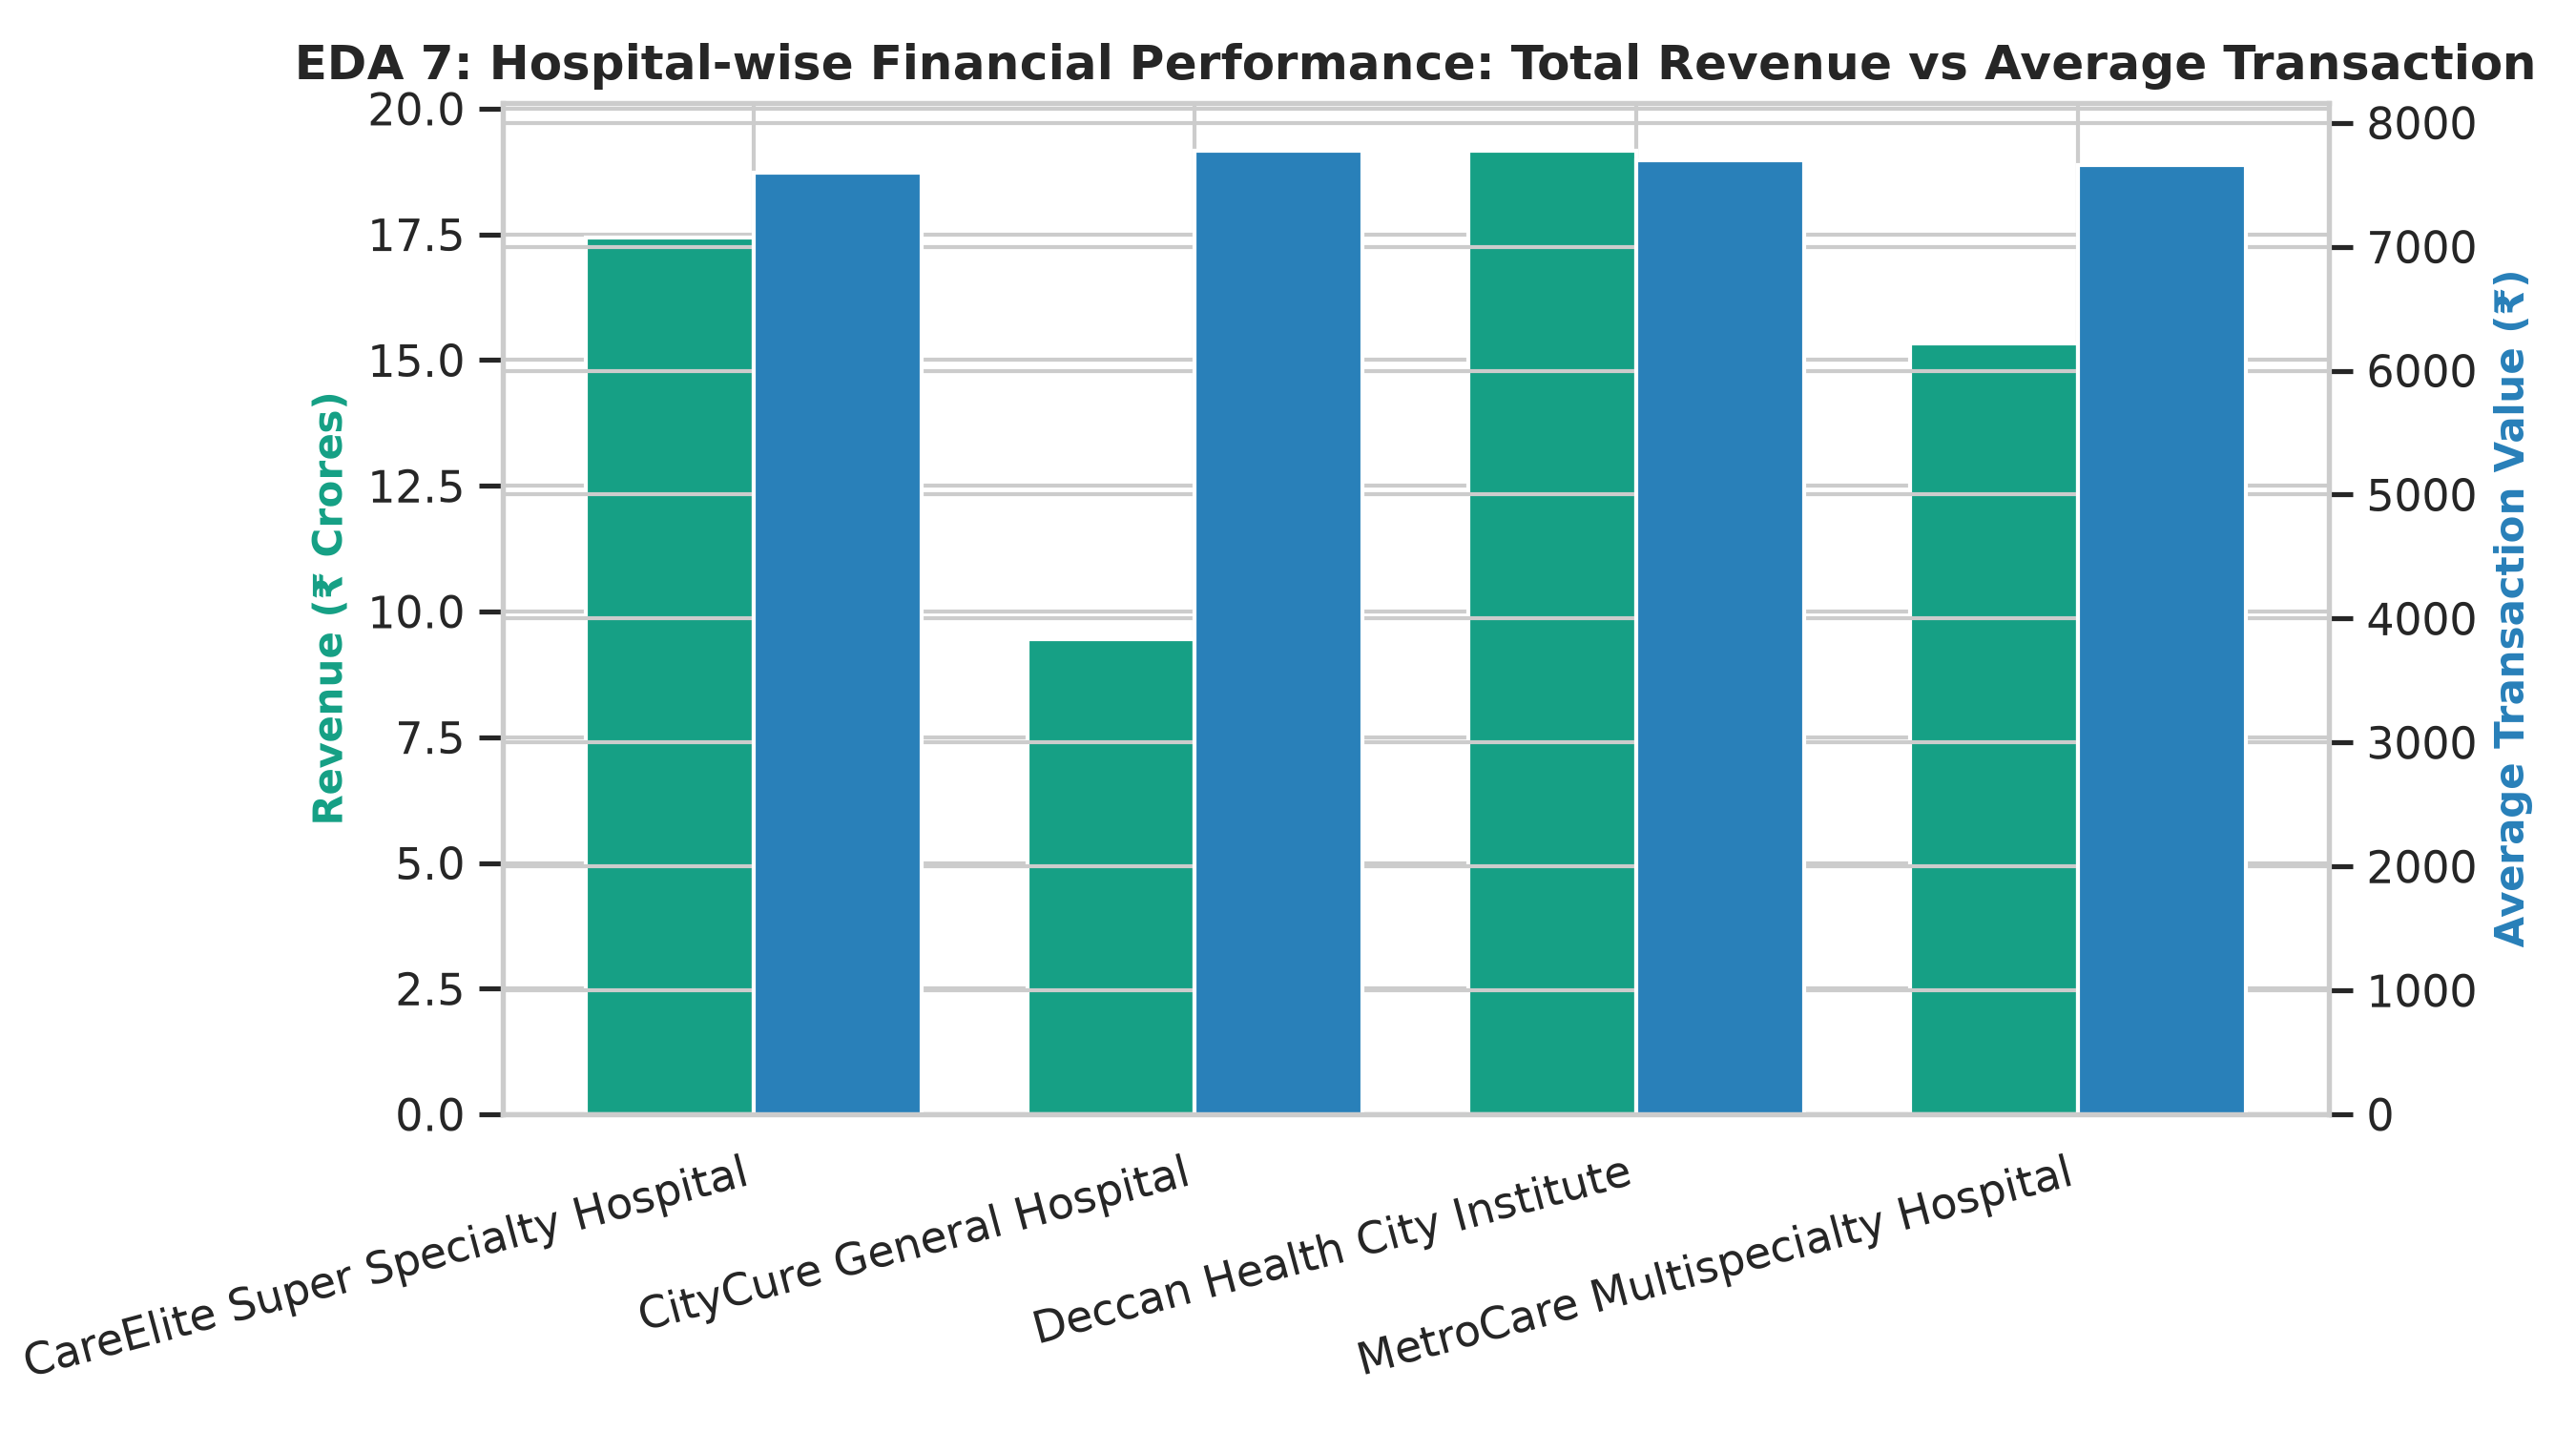 EDA 7: Hospital-wise Financial Performance: Total Revenue vs Average Transaction
Revenue (₹ Crores)
20.0
17.5
15.0
12.5
10.0
7.5
5.0
2.5
0.0
8000
7000
6000
5000
4000
3000
2000
1000
0
Average Transaction Value (₹)
CareElite Super Specialty Hospital
CityCure General Hospital
Deccan Health City Institute
MetroCare Multispecialty Hospital